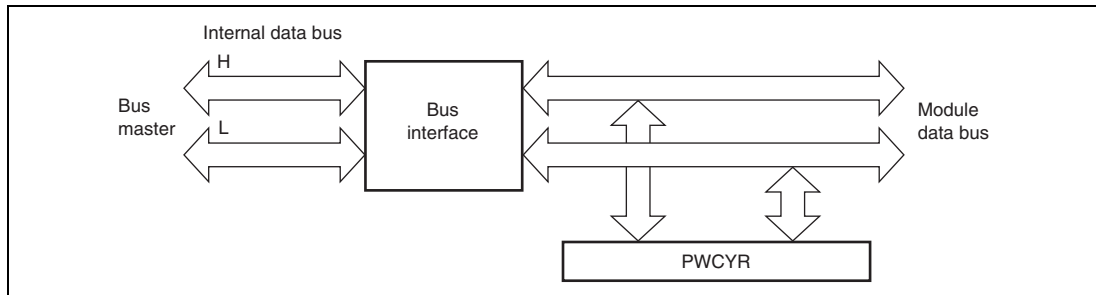 Internal data bus
H
Bus
master
L
Bus
interface
Module
data bus
PWCYR